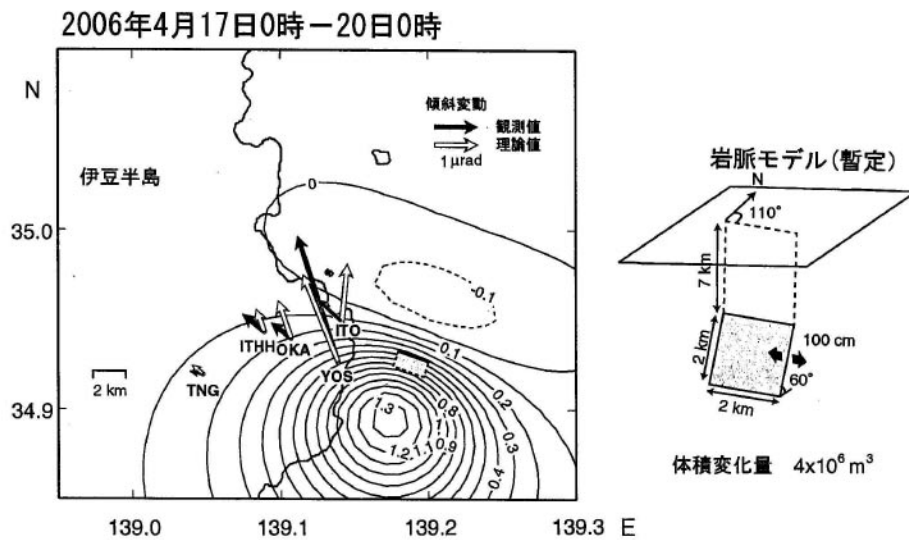 2006年4月17日0時－20日0時
N
傾斜変動
観測値
理論値
1 μrad
伊豆半島
0
35.0
-0.1
ITO
0.1
ITHH
OKA
YOS
TNG
2 km
34.9
0.2
0.3
0.4
0.8
1
0.9
1.1
1.2
1.3
139.0
139.1
139.2
139.3
E
岩脈モデル(暫定)
N
110°
7 km
2 km
100 cm
60°
2 km
体積変化量 4x10⁶ m³